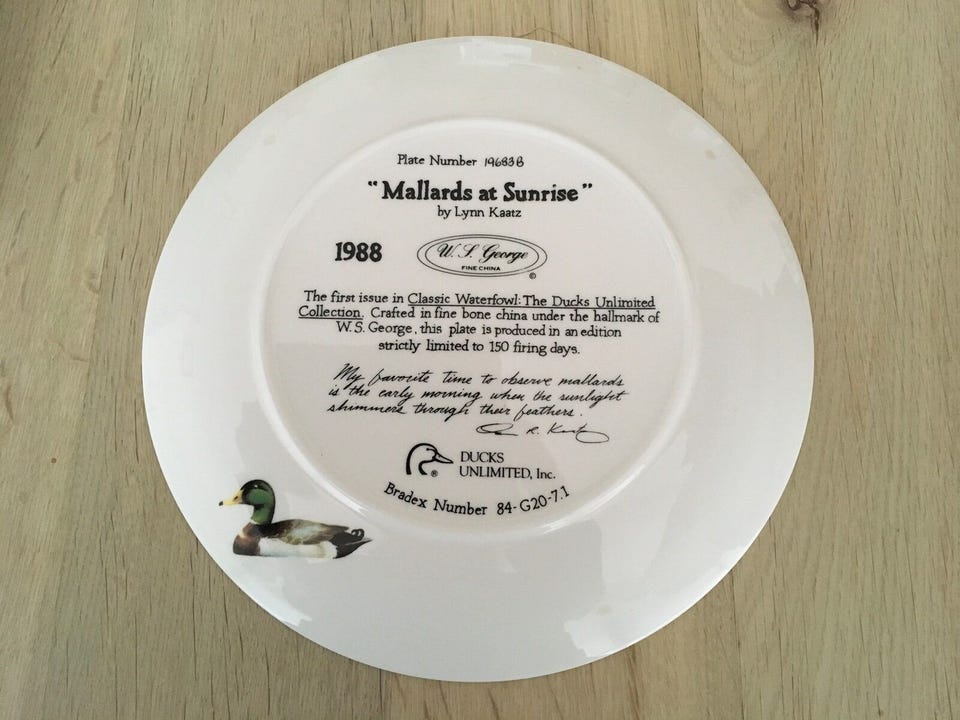 Plate Number 19683B
"Mallards at Sunrise"
by Lynn Kaatz
1988
W. S. George
FINE CHINA
©
The first issue in Classic Waterfowl: The Ducks Unlimited
Collection. Crafted in fine bone china under the hallmark of
W. S. George, this plate is produced in an edition
strictly limited to 150 firing days.
My favorite time to observe mallards
is the early morning when the sunlight
shimmers through their feathers.
R. Kaatz
®
DUCKS
UNLIMITED, Inc.
Bradex Number 84-G20-7.1